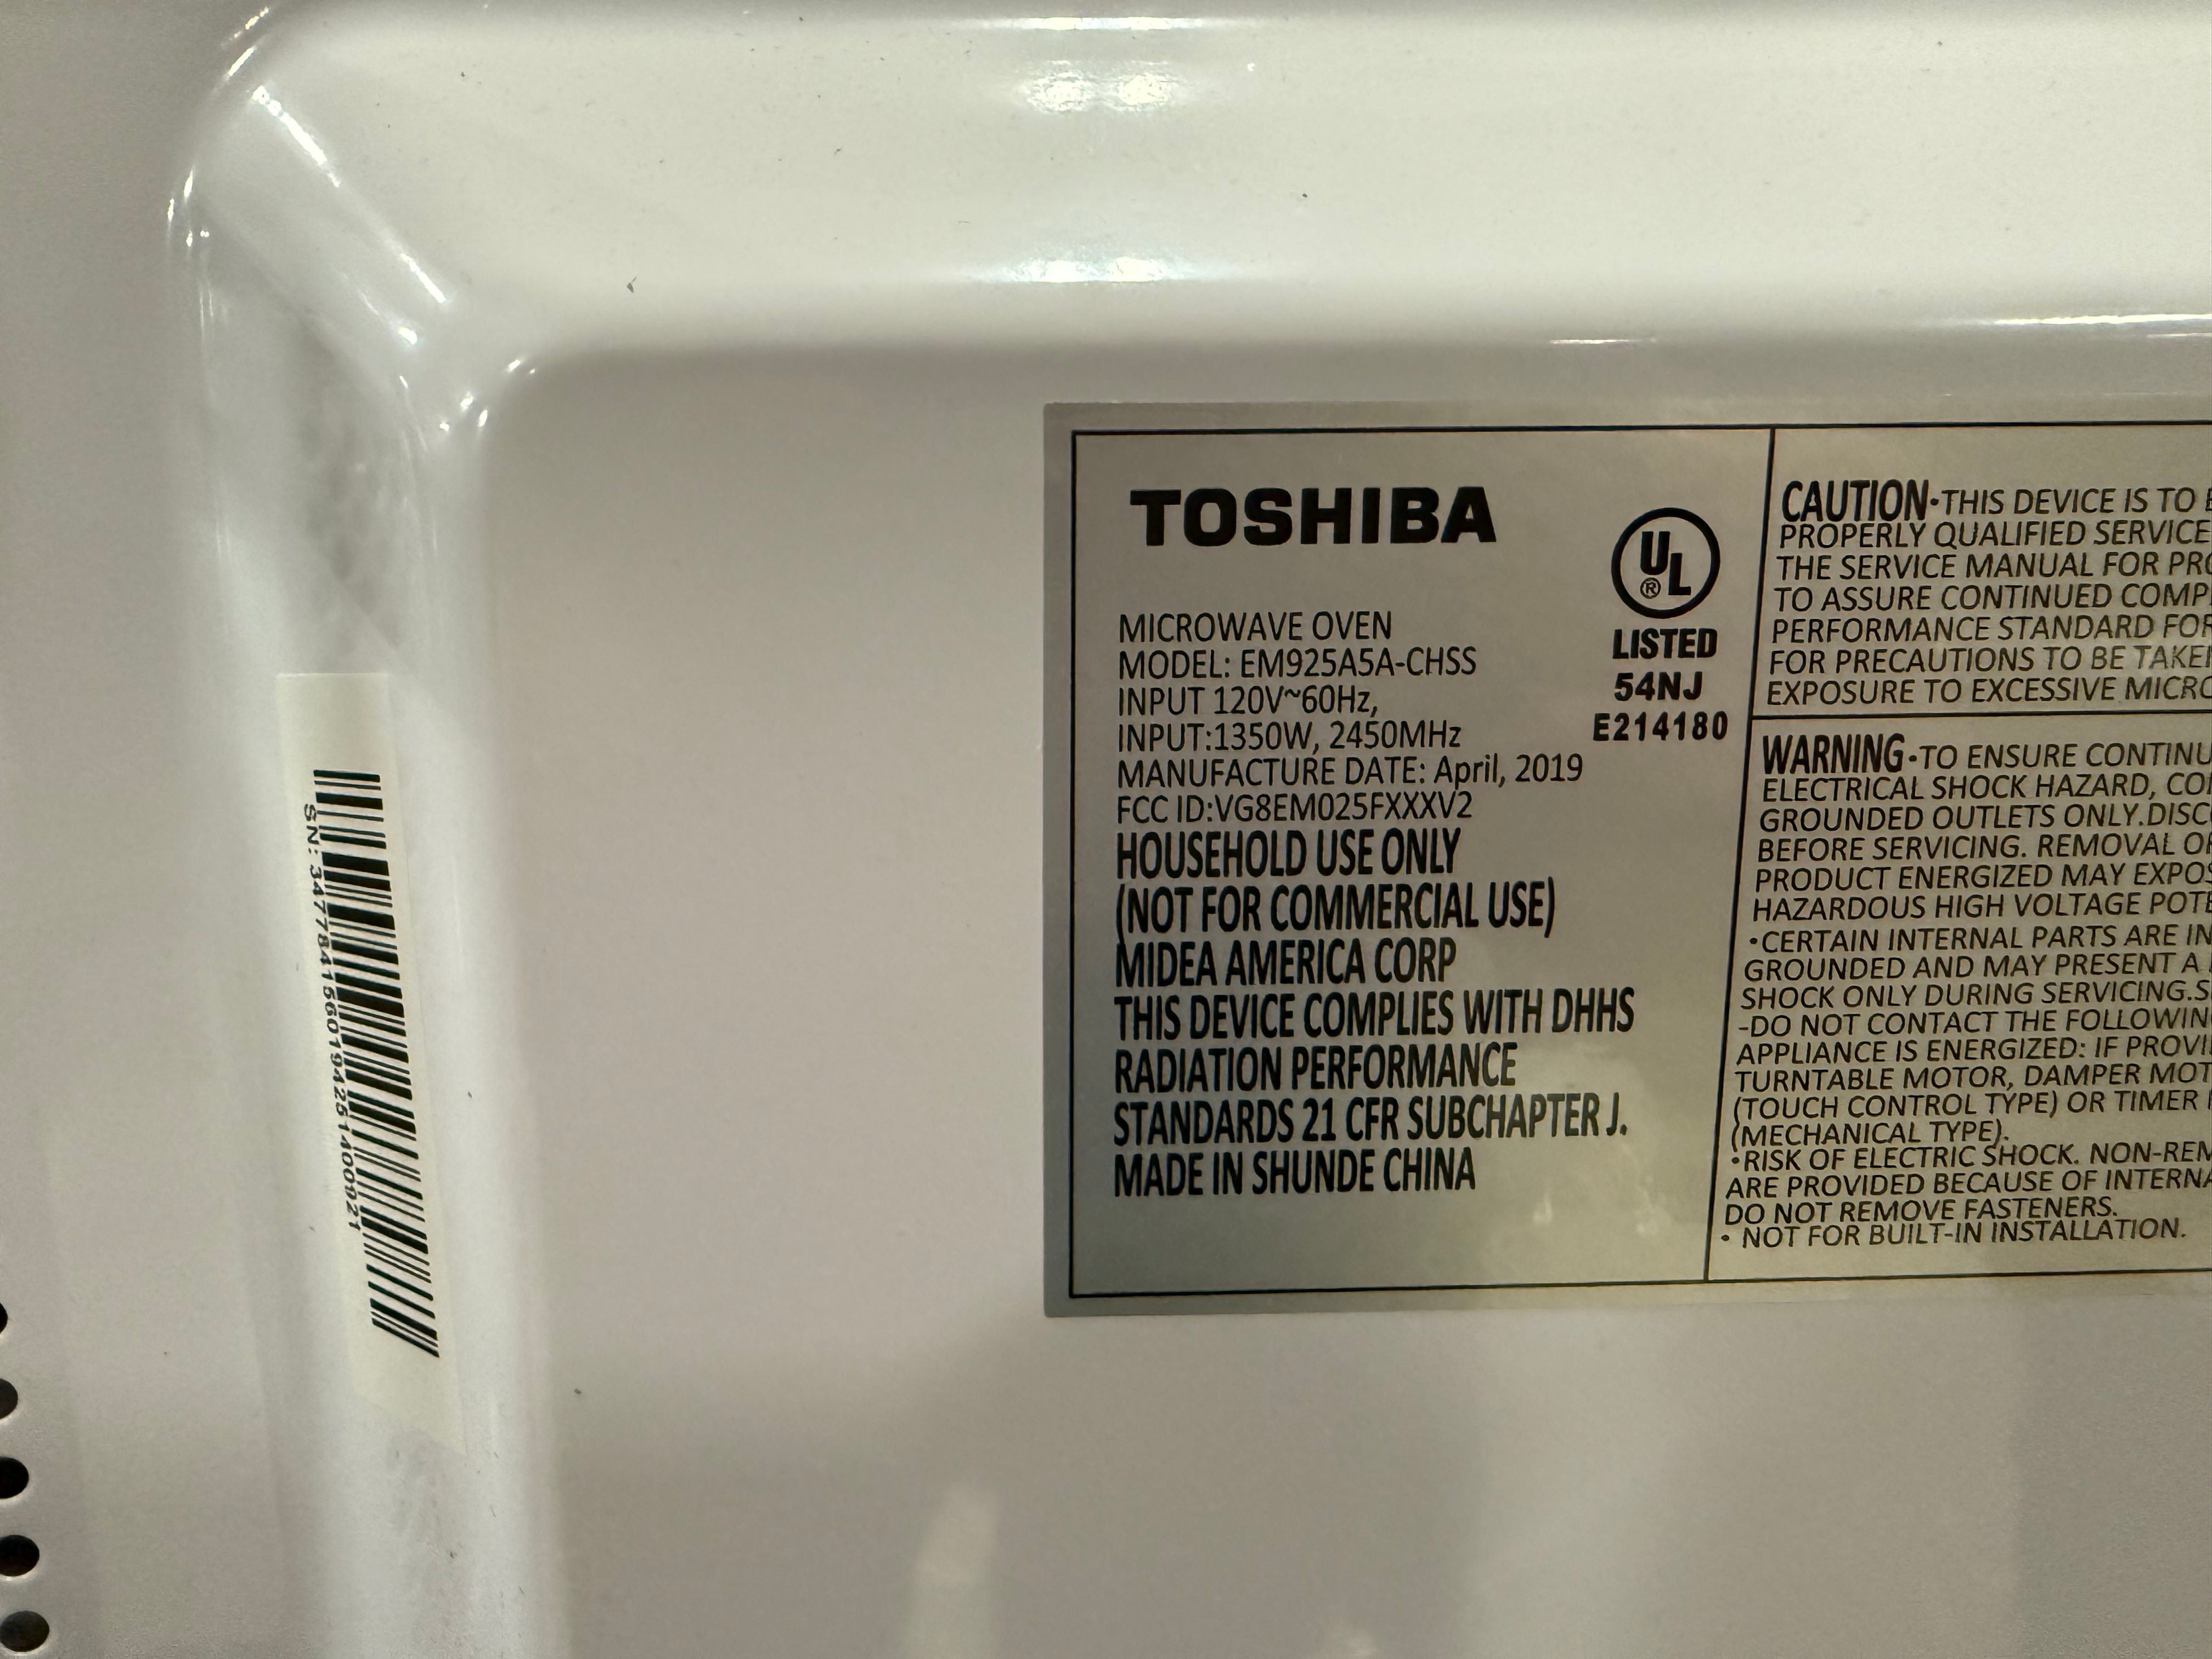 TOSHIBA
MICROWAVE OVEN
MODEL: EM925A5A-CHSS
INPUT 120V~60Hz,
INPUT:1350W, 2450MHz
MANUFACTURE DATE: April, 2019
FCC ID:VG8EM025FXXXV2
HOUSEHOLD USE ONLY
(NOT FOR COMMERCIAL USE)
MIDEA AMERICA CORP
THIS DEVICE COMPLIES WITH DHHS
RADIATION PERFORMANCE
STANDARDS 21 CFR SUBCHAPTER J.
MADE IN SHUNDE CHINA
UL
®
LISTED
54NJ
E214180
CAUTION•THIS DEVICE IS TO
PROPERLY QUALIFIED SERVICE
THE SERVICE MANUAL FOR
TO ASSURE CONTINUED
PERFORMANCE STANDARD FOR
FOR PRECAUTIONS TO BE
EXPOSURE TO EXCESSIVE
WARNING•TO ENSURE
ELECTRICAL SHOCK HAZARD,
GROUNDED OUTLETS ONLY.
BEFORE SERVICING. REMOVAL
PRODUCT ENERGIZED MAY
HAZARDOUS HIGH VOLTAGE
•CERTAIN INTERNAL PARTS ARE
GROUNDED AND MAY PRESENT A
SHOCK ONLY DURING SERVICING.
-DO NOT CONTACT THE
APPLIANCE IS ENERGIZED: IF
TURNTABLE MOTOR, DAMPER
(TOUCH CONTROL TYPE) OR TIMER
(MECHANICAL TYPE).
•RISK OF ELECTRIC SHOCK.
ARE PROVIDED BECAUSE OF
DO NOT REMOVE FASTENERS.
• NOT FOR BUILT-IN INSTALLATION.
SN: